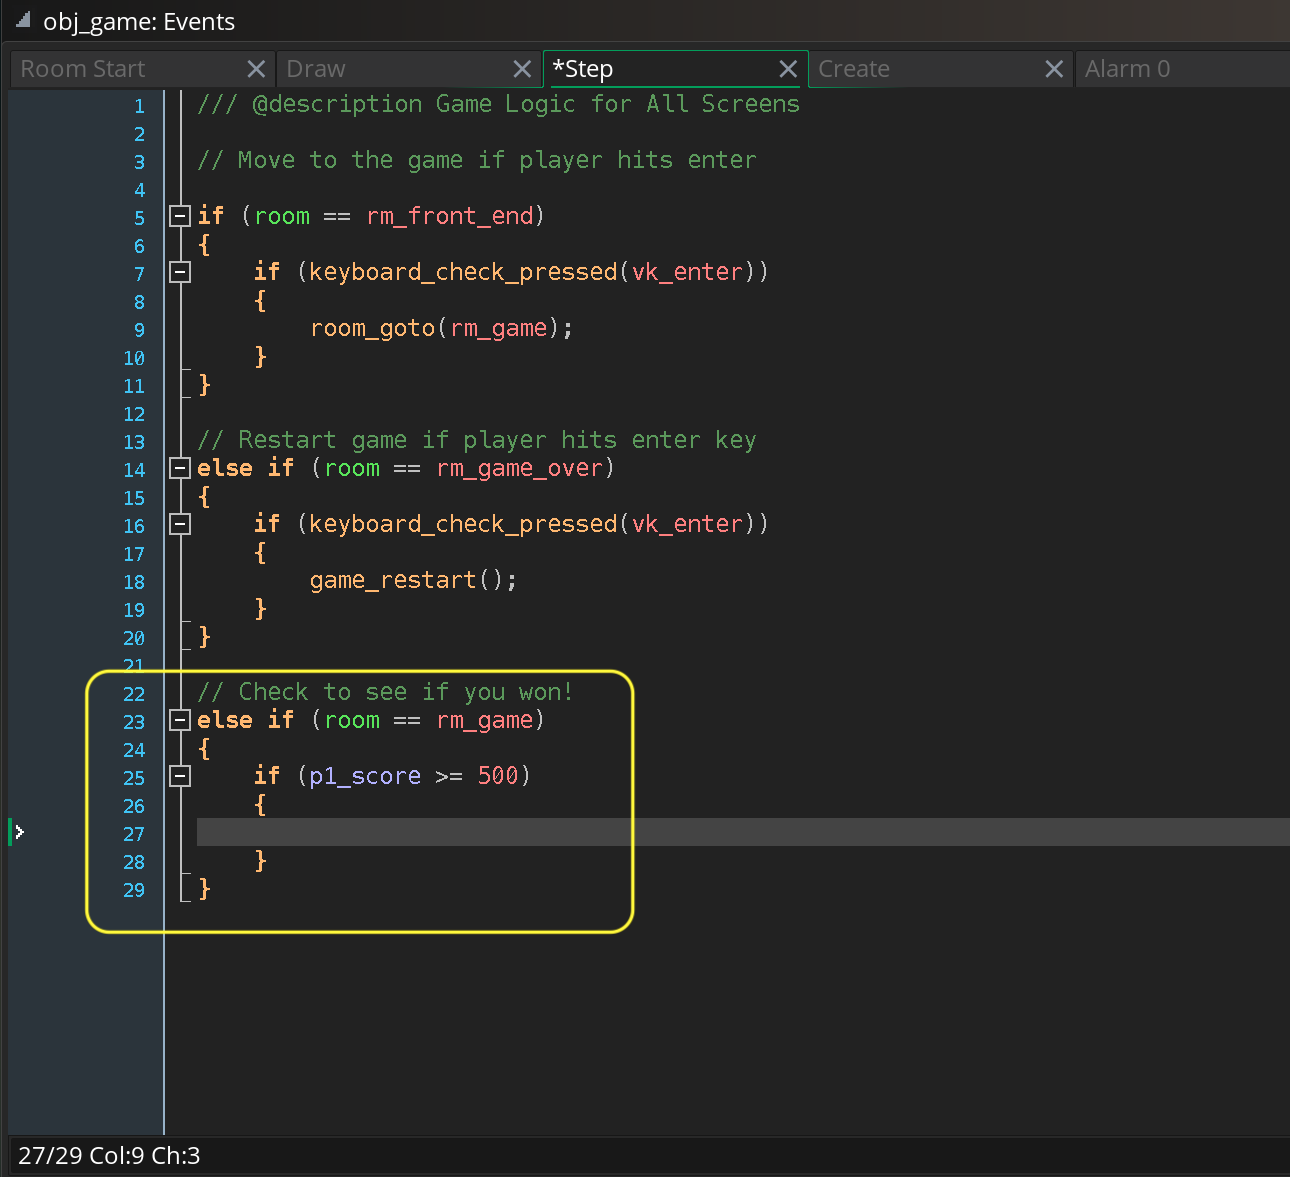 obj_game: Events
Room Start Draw *Step Create Alarm 0
1 /// @description Game Logic for All Screens
2
3 // Move to the game if player hits enter
4
5 if (room == rm_front_end)
6 {
7     if (keyboard_check_pressed(vk_enter))
8     {
9         room_goto(rm_game);
10     }
11 }
12
13 // Restart game if player hits enter key
14 else if (room == rm_game_over)
15 {
16     if (keyboard_check_pressed(vk_enter))
17     {
18         game_restart();
19     }
20 }
21
22 // Check to see if you won!
23 else if (room == rm_game)
24 {
25     if (p1_score >= 500)
26     {
27
28     }
29 }
27/29 Col:9 Ch:3